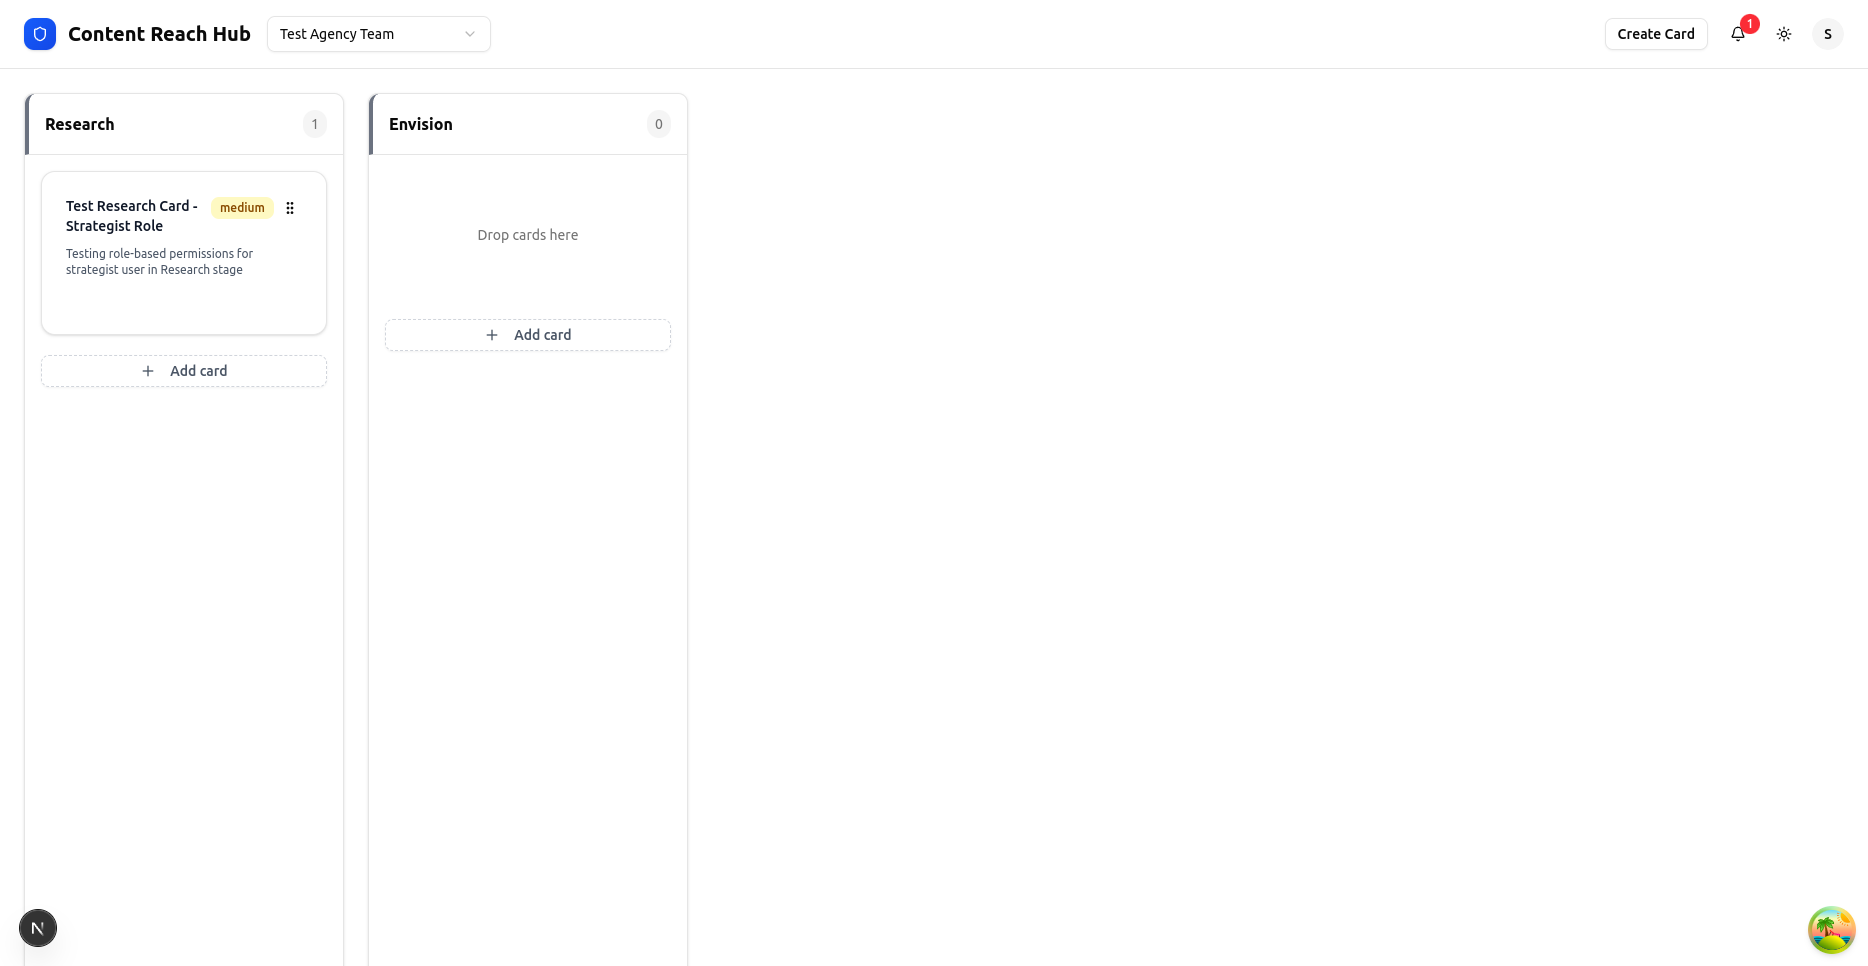 Content Reach Hub
Test Agency Team
Create Card
1
S
Research
1
Test Research Card -
Strategist Role
medium
Testing role-based permissions for
strategist user in Research stage
Add card
Envision
0
Drop cards here
Add card
N